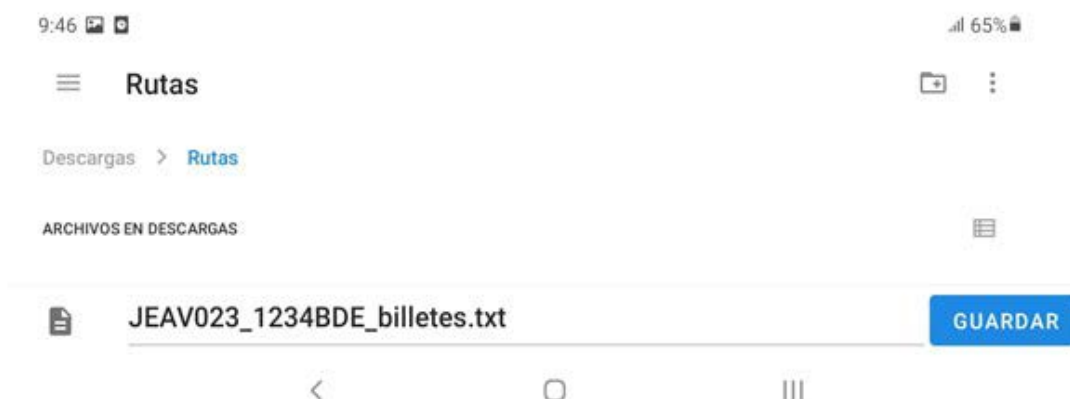 9:46 65%
Rutas
Descargas > Rutas
ARCHIVOS EN DESCARGAS
JEAV023_1234BDE_billetes.txt GUARDAR